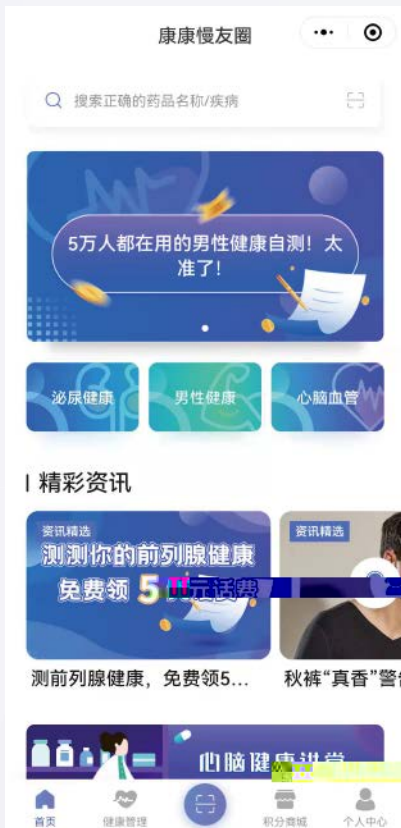 康康慢友圈
搜索正确的药品名称/疾病
5万人都在用的男性健康自测！太
准了！
泌尿健康
男性健康
心脑血管
精彩资讯
资讯精选
测测你的前列腺健康
免费领5元话费
资讯精选
测前列腺健康，免费领5...
秋裤“真香”警告
心脑健康讲堂
首页
健康管理
积分商城
个人中心